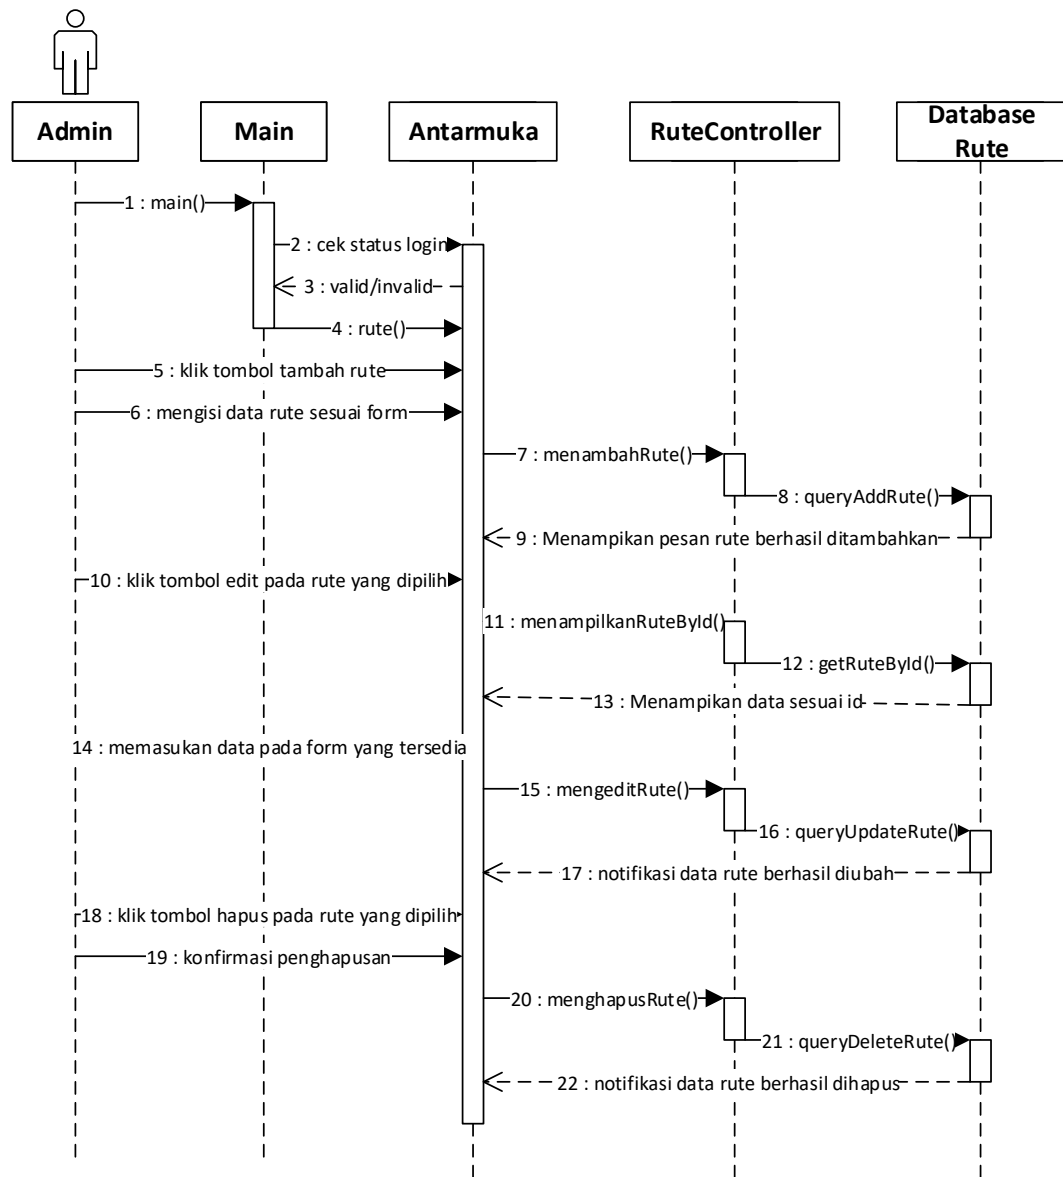 Admin
Main
Antarmuka
RuteController
Database
Rute
1 : main()
2 : cek status login
3 : valid/invalid
4 : rute()
5 : klik tombol tambah rute
6 : mengisi data rute sesuai form
7 : menambahRute()
8 : queryAddRute()
9 : Menampikan pesan rute berhasil ditambahkan
10 : klik tombol edit pada rute yang dipilih
11 : menampilkanRuteById()
12 : getRuteById()
13 : Menampikan data sesuai id
14 : memasukan data pada form yang tersedia
15 : mengeditRute()
16 : queryUpdateRute()
17 : notifikasi data rute berhasil diubah
18 : klik tombol hapus pada rute yang dipilih
19 : konfirmasi penghapusan
20 : menghapusRute()
21 : queryDeleteRute()
22 : notifikasi data rute berhasil dihapus